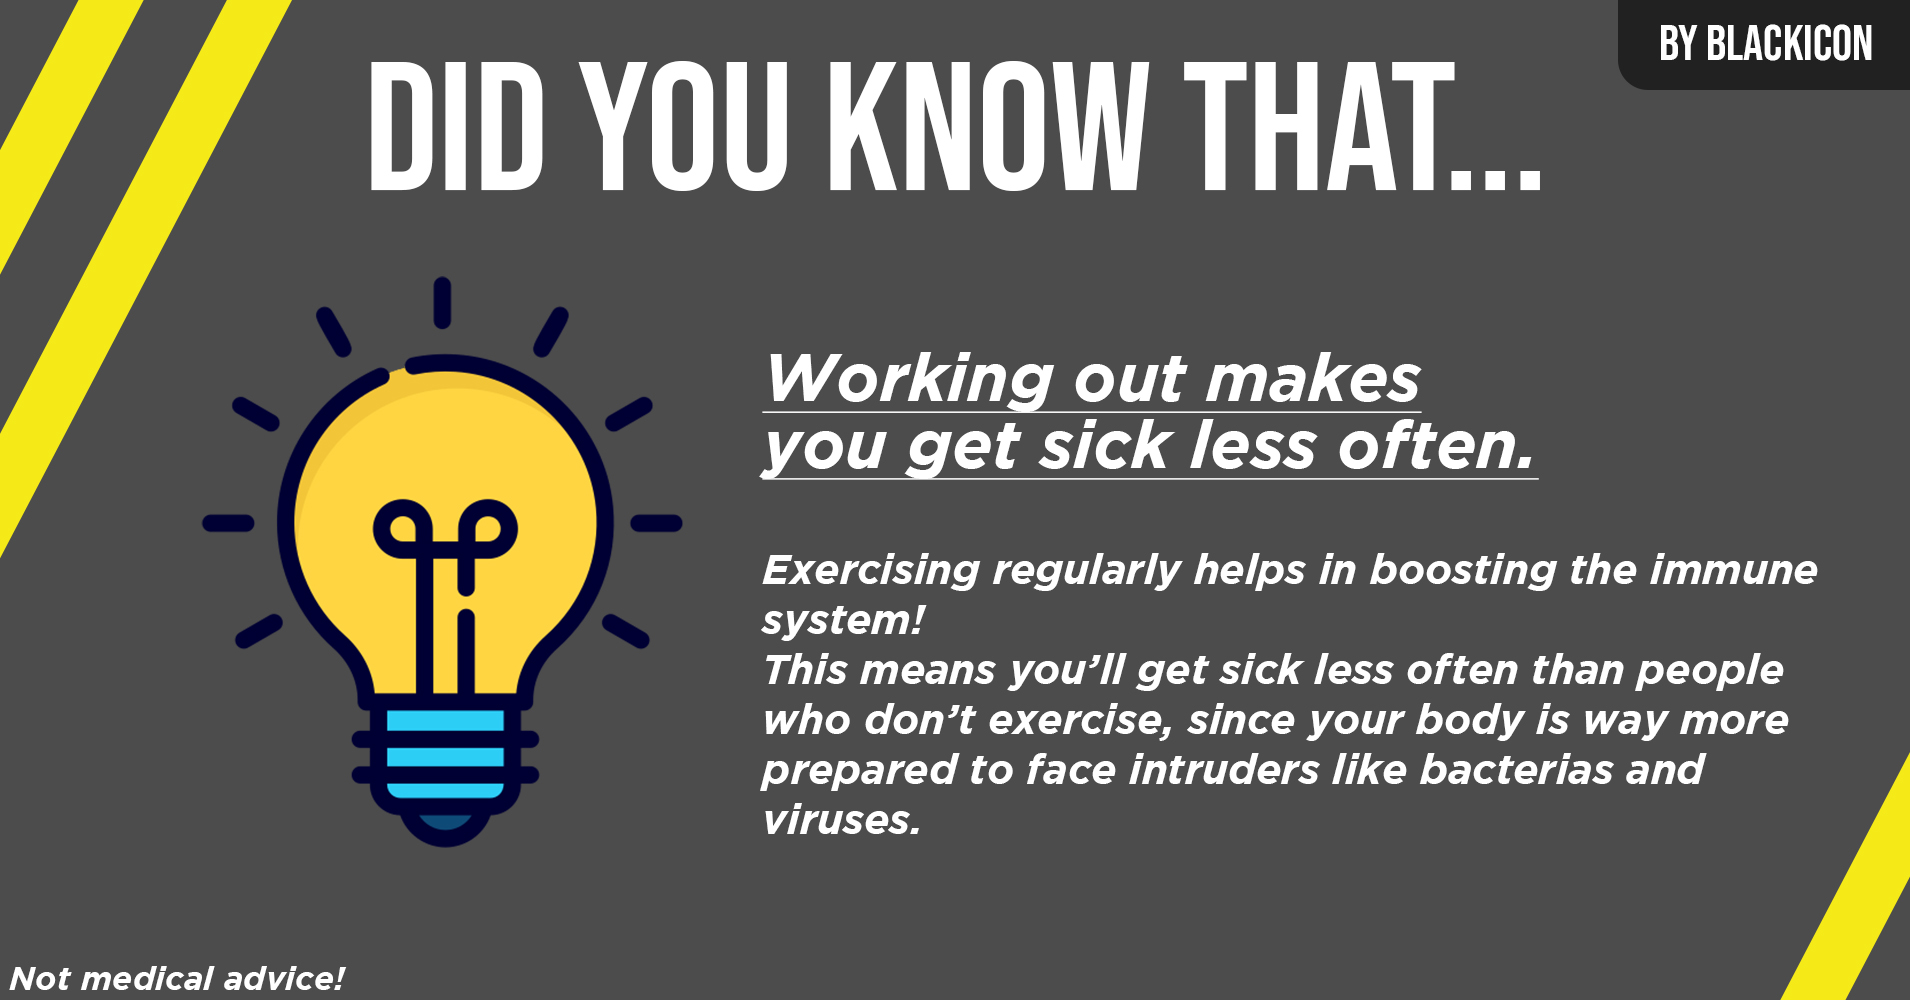 BY BLACKICON
DID YOU KNOW THAT...
Working out makes
you get sick less often.
Exercising regularly helps in boosting the immune
system!
This means you’ll get sick less often than people
who don’t exercise, since your body is way more
prepared to face intruders like bacterias and
viruses.
Not medical advice!